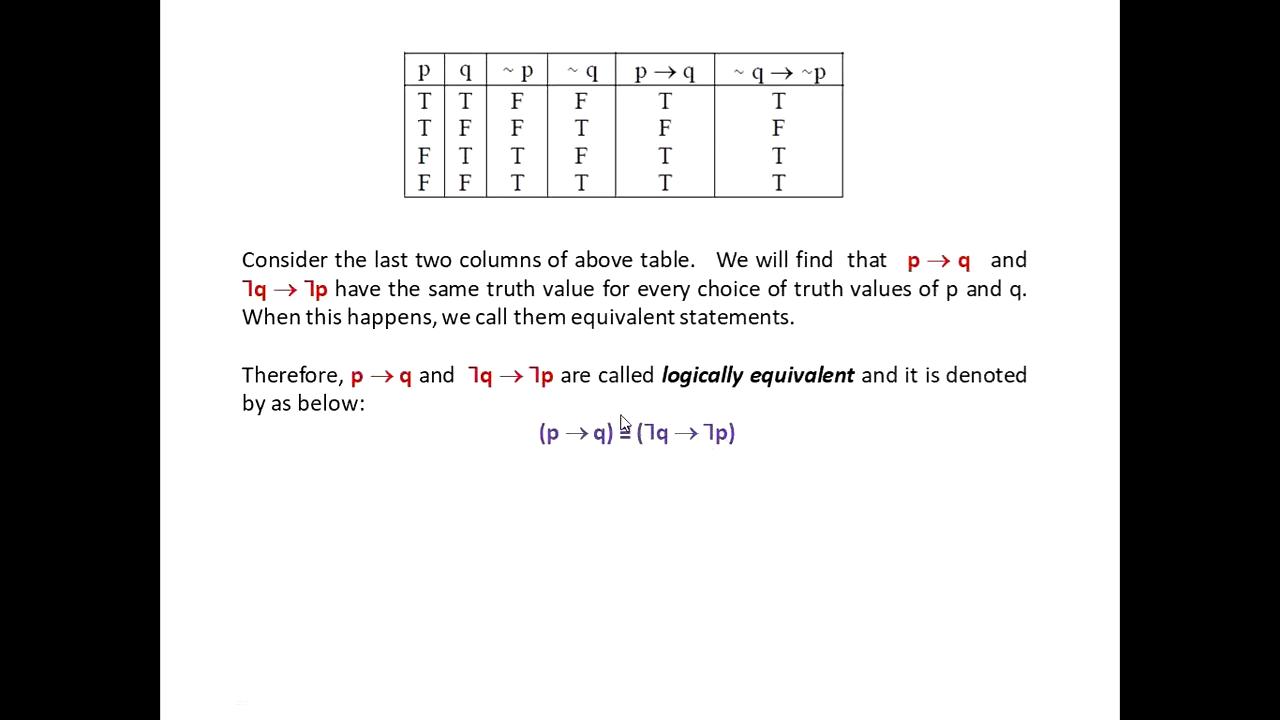 p q ~ p ~ q p → q ~ q → ~p
T T F F T T
T F F T F F
F T T F T T
F F T T T T
Consider the last two columns of above table. We will find that p → q and
⅂q → ⅂p have the same truth value for every choice of truth values of p and q.
When this happens, we call them equivalent statements.
Therefore, p → q and ⅂q → ⅂p are called logically equivalent and it is denoted
by as below:
(p → q) ≅ (⅂q → ⅂p)